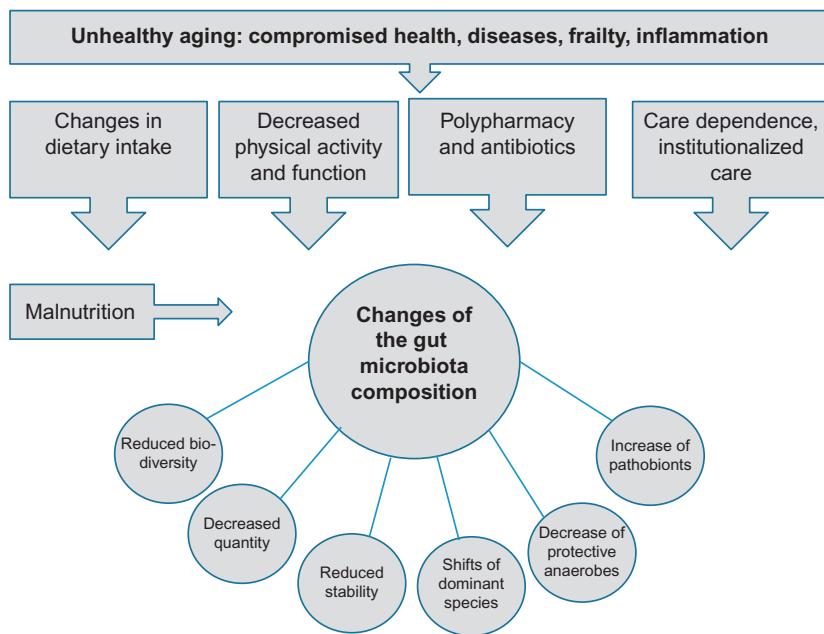 Unhealthy aging: compromised health, diseases, frailty, inflammation
Changes in
dietary intake
Decreased
physical activity
and function
Polypharmacy
and antibiotics
Care dependence,
institutionalized
care
Malnutrition
Changes of
the gut
microbiota
composition
Reduced bio-
diversity
Decreased
quantity
Reduced
stability
Shifts of
dominant
species
Decrease of
protective
anaerobes
Increase of
pathobionts